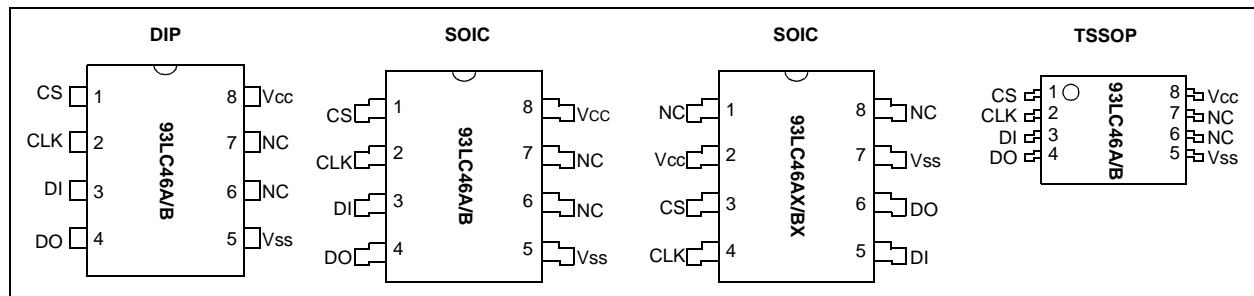 DIP
CS 1 8 Vcc
CLK 2 7 NC
DI 3 6 NC
DO 4 5 Vss
93LC46A/B
SOIC
CS 1 8 Vcc
CLK 2 7 NC
DI 3 6 NC
DO 4 5 Vss
93LC46A/B
SOIC
NC 1 8 NC
Vcc 2 7 Vss
CS 3 6 DO
CLK 4 5 DI
93LC46AX/BX
TSSOP
CS 1 8 Vcc
CLK 2 7 NC
DI 3 6 NC
DO 4 5 Vss
93LC46A/B